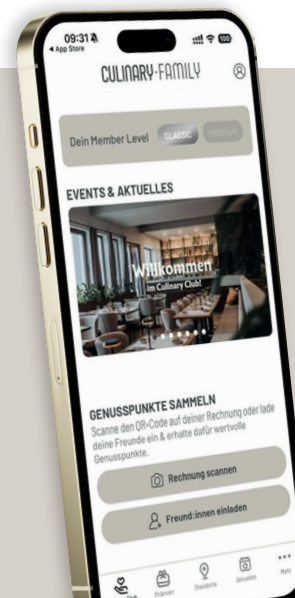 09:31
◀ App Store
100
CULINARY·FAMILY
Dein Member Level CLASSIC PREMIUM
EVENTS & AKTUELLES
Willkommen
im Culinary Club!
GENUSSPUNKTE SAMMELN
Scanne den QR-Code auf deiner Rechnung oder lade
deine Freunde ein & erhalte dafür wertvolle
Genusspunkte.
Rechnung scannen
Freund:innen einladen
Prämien Standorte Aktuelles Mehr